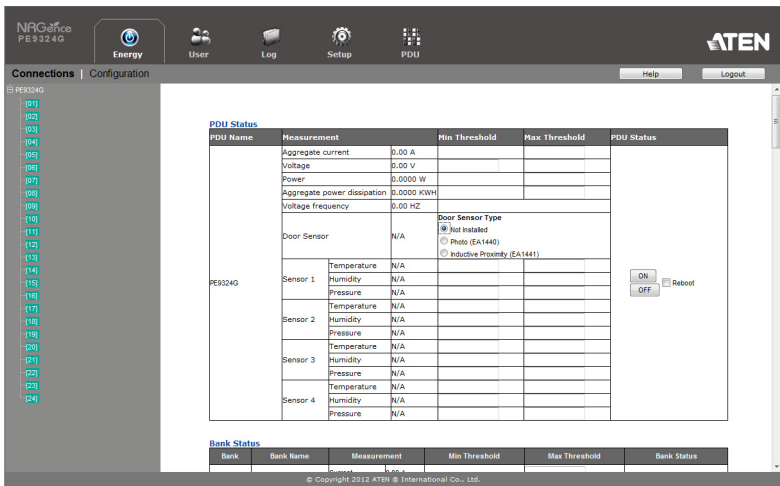 NRGence
PE9324G
Energy
User
Log
Setup
PDU
ATEN
Connections | Configuration
Help
Logout
PE9324G
[01]
[02]
[03]
[04]
[05]
[06]
[07]
[08]
[09]
[10]
[11]
[12]
[13]
[14]
[15]
[16]
[17]
[18]
[19]
[20]
[21]
[22]
[23]
[24]
PDU Status
PDU Name Measurement Min Threshold Max Threshold PDU Status
Aggregate current 0.00 A
Voltage 0.00 V
Power 0.0000 W
Aggregate power dissipation 0.0000 KWH
Voltage frequency 0.00 HZ
Door Sensor N/A
Door Sensor Type
Not Installed
Photo (EA1440)
Inductive Proximity (EA1441)
PE9324G
Sensor 1
Temperature N/A
Humidity N/A
Pressure N/A
Sensor 2
Temperature N/A
Humidity N/A
Pressure N/A
Sensor 3
Temperature N/A
Humidity N/A
Pressure N/A
Sensor 4
Temperature N/A
Humidity N/A
Pressure N/A
ON
OFF
Reboot
Bank Status
Bank Bank Name Measurement Min Threshold Max Threshold Bank Status
© Copyright 2012 ATEN ® International Co., Ltd.